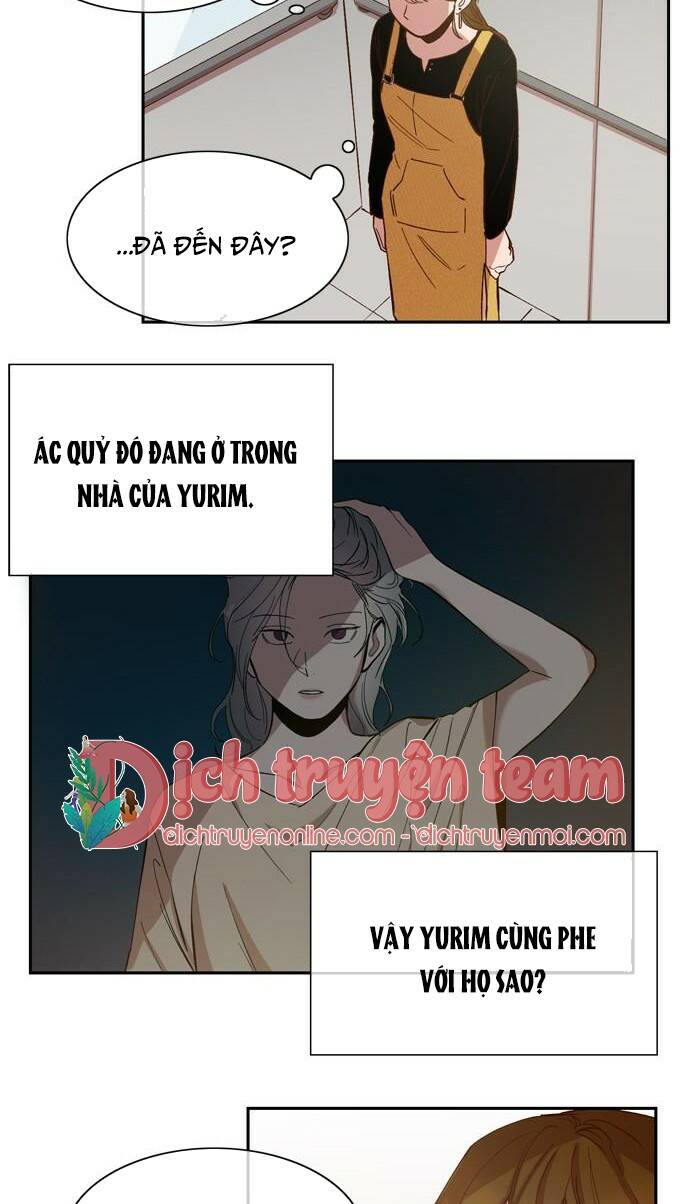 ...ĐÃ ĐẾN ĐÂY?
ÁC QUỶ ĐÓ ĐANG Ở TRONG
NHÀ CỦA YURIM.
Dịch truyện team
dichtruyenonline.com - dichtruyenmoi.com
VẬY YURIM CÙNG PHE
VỚI HỌ SAO?